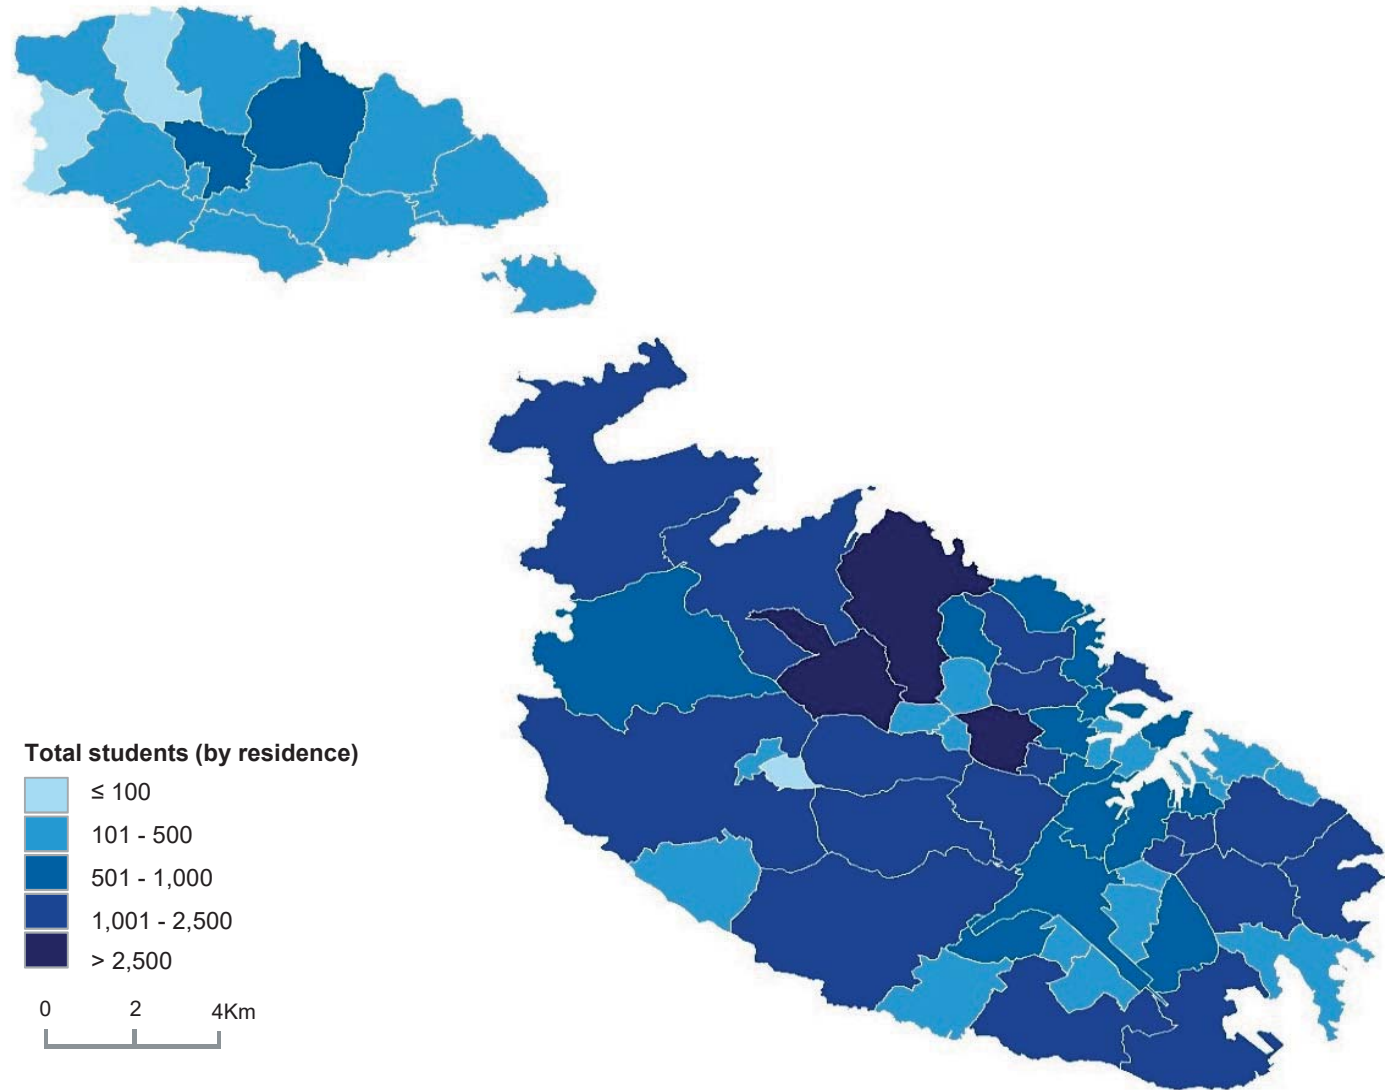 Total students (by residence)
≤ 100
101 - 500
501 - 1,000
1,001 - 2,500
> 2,500
0 2 4Km